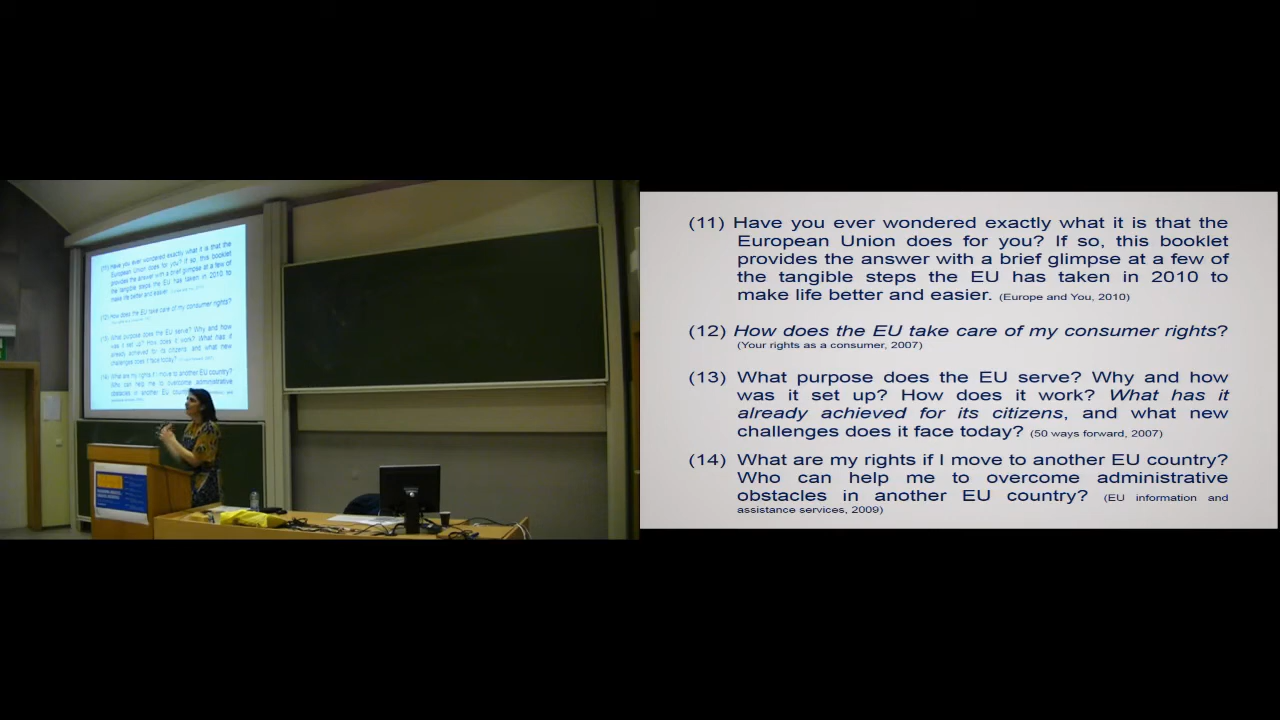 (11) Have you ever wondered exactly what it is that the
European Union does for you? If so, this booklet
provides the answer with a brief glimpse at a few of
the tangible steps the EU has taken in 2010 to
make life better and easier. (Europe and You, 2010)
(12) How does the EU take care of my consumer rights?
(Your rights as a consumer, 2007)
(13) What purpose does the EU serve? Why and how
was it set up? How does it work? What has it
already achieved for its citizens, and what new
challenges does it face today? (50 ways forward, 2007)
(14) What are my rights if I move to another EU country?
Who can help me to overcome administrative
obstacles in another EU country? (EU information and
assistance services, 2009)